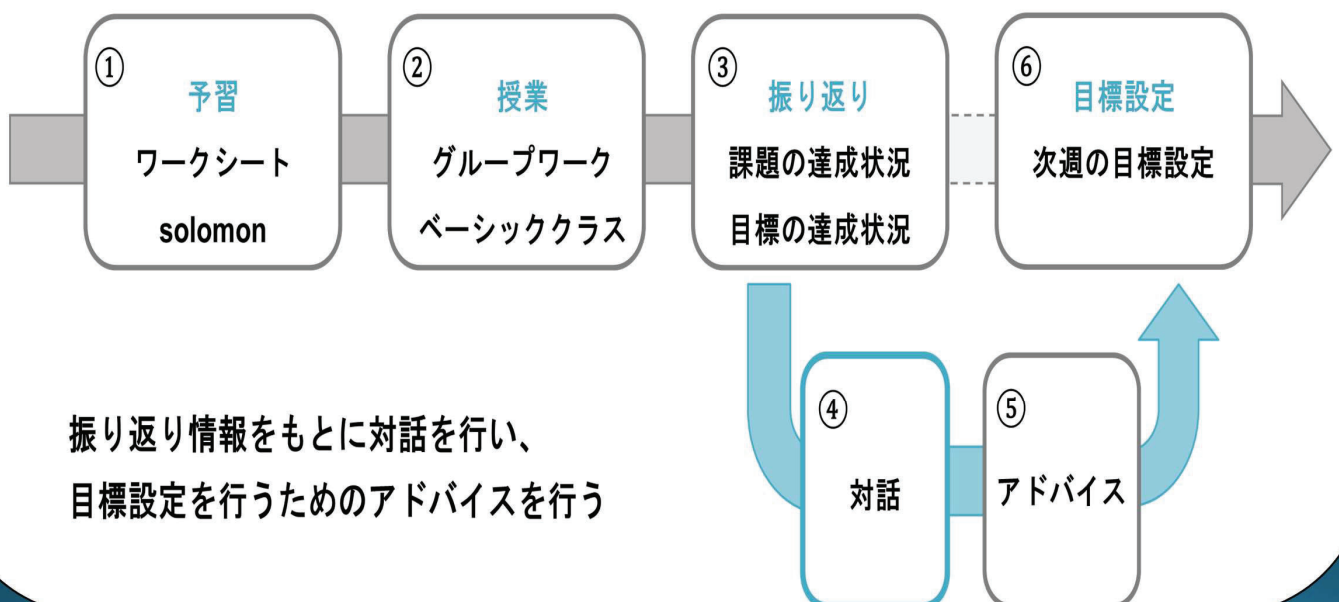 ①
予習
ワークシート
solomon
②
授業
グループワーク
ベーシッククラス
③
振り返り
課題の達成状況
目標の達成状況
⑥
目標設定
次週の目標設定
④
対話
⑤
アドバイス
振り返り情報をもとに対話を行い、
目標設定を行うためのアドバイスを行う